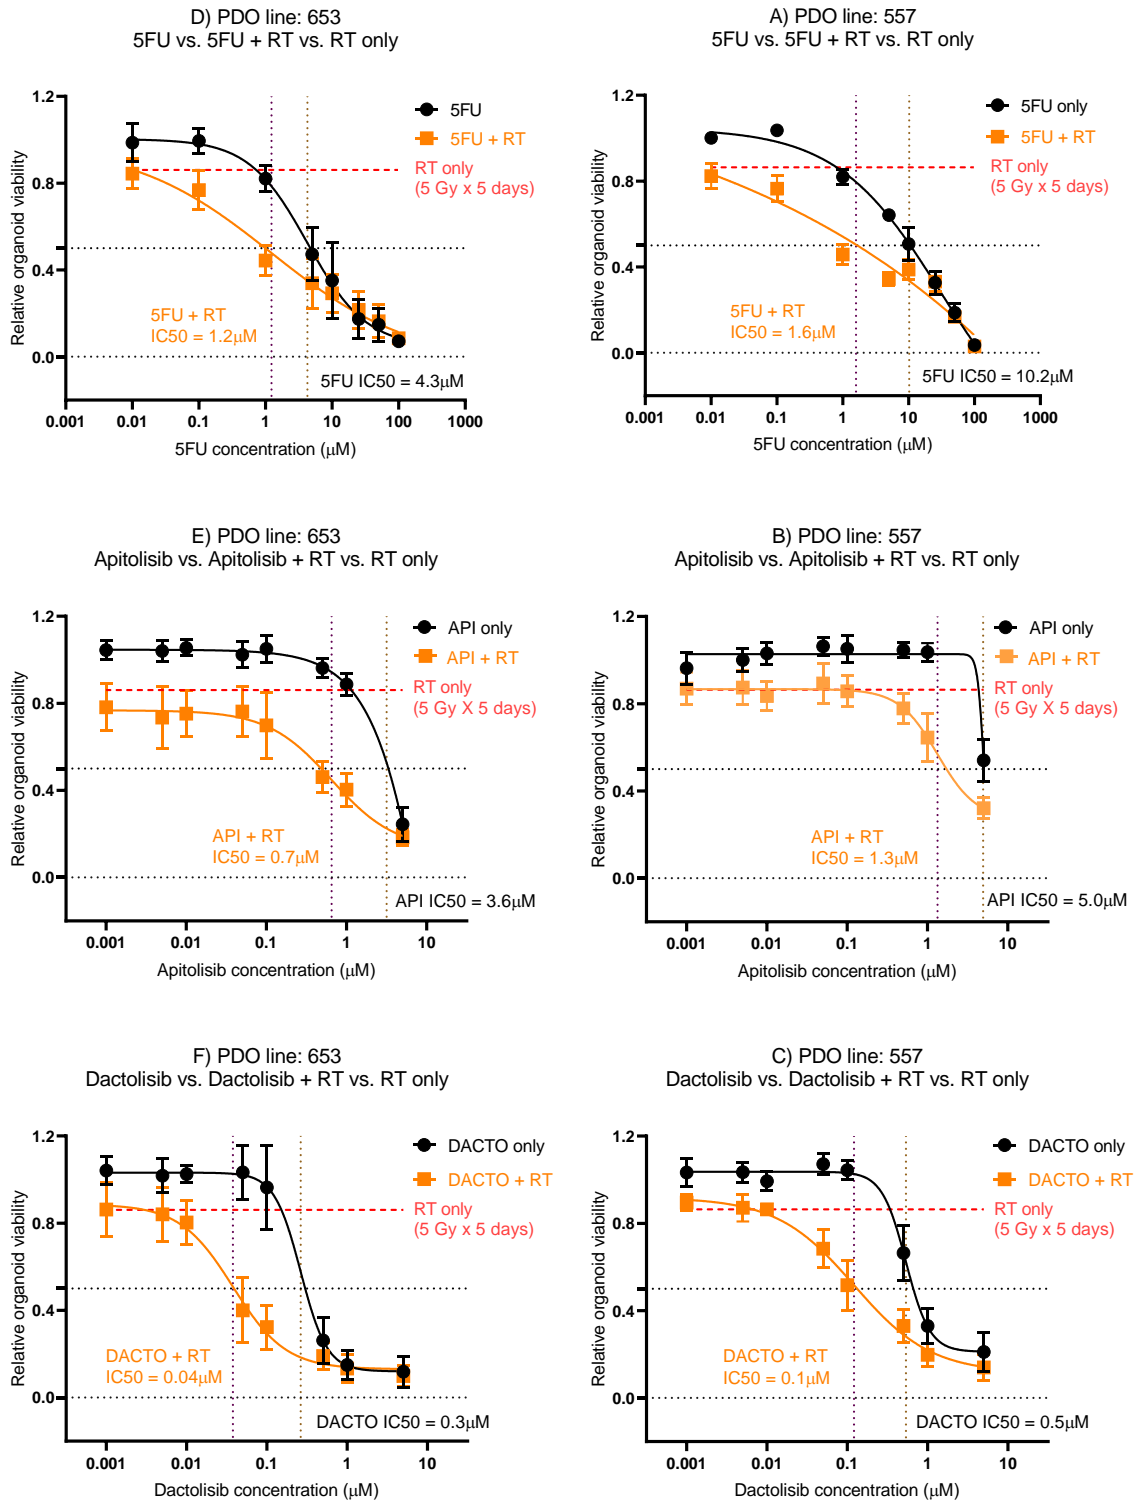 D) PDO line: 653
5FU vs. 5FU + RT vs. RT only
1.2
0.8
0.4
0.0
Relative organoid viability
5FU
5FU + RT
RT only
(5 Gy x 5 days)
5FU + RT
IC50 = 1.2μM
5FU IC50 = 4.3μM
0.001 0.01 0.1 1 10 100 1000
5FU concentration (μM)
A) PDO line: 557
5FU vs. 5FU + RT vs. RT only
1.2
0.8
0.4
0.0
Relative organoid viability
5FU only
5FU + RT
RT only
(5 Gy x 5 days)
5FU + RT
IC50 = 1.6μM
5FU IC50 = 10.2μM
0.001 0.01 0.1 1 10 100 1000
5FU concentration (μM)
E) PDO line: 653
Apitolisib vs. Apitolisib + RT vs. RT only
1.2
0.8
0.4
0.0
Relative organoid viability
API only
API + RT
RT only
(5 Gy X 5 days)
API + RT
IC50 = 0.7μM
API IC50 = 3.6μM
0.001 0.01 0.1 1 10
Apitolisib concentration (μM)
B) PDO line: 557
Apitolisib vs. Apitolisib + RT vs. RT only
1.2
0.8
0.4
0.0
Relative organoid viability
API only
API + RT
RT only
(5 Gy X 5 days)
API + RT
IC50 = 1.3μM
API IC50 = 5.0μM
0.001 0.01 0.1 1 10
Apitolisib concentration (μM)
F) PDO line: 653
Dactolisib vs. Dactolisib + RT vs. RT only
1.2
0.8
0.4
0.0
Relative organoid viability
DACTO only
DACTO + RT
RT only
(5 Gy x 5 days)
DACTO + RT
IC50 = 0.04μM
DACTO IC50 = 0.3μM
0.001 0.01 0.1 1 10
Dactolisib concentration (μM)
C) PDO line: 557
Dactolisib vs. Dactolisib + RT vs. RT only
1.2
0.8
0.4
0.0
Relative organoid viability
DACTO only
DACTO + RT
RT only
(5 Gy x 5 days)
DACTO + RT
IC50 = 0.1μM
DACTO IC50 = 0.5μM
0.001 0.01 0.1 1 10
Dactolisib concentration (μM)